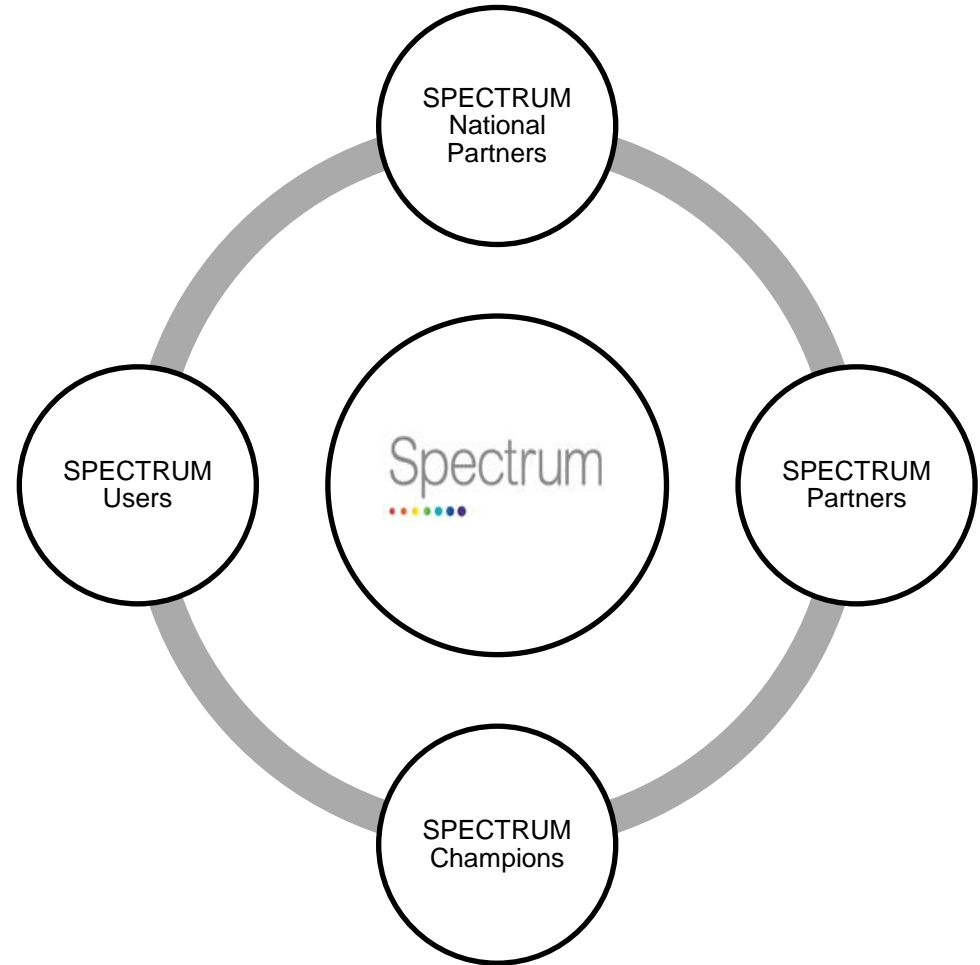 SPECTRUM
National
Partners
SPECTRUM
Users
Spectrum
SPECTRUM
Partners
SPECTRUM
Champions